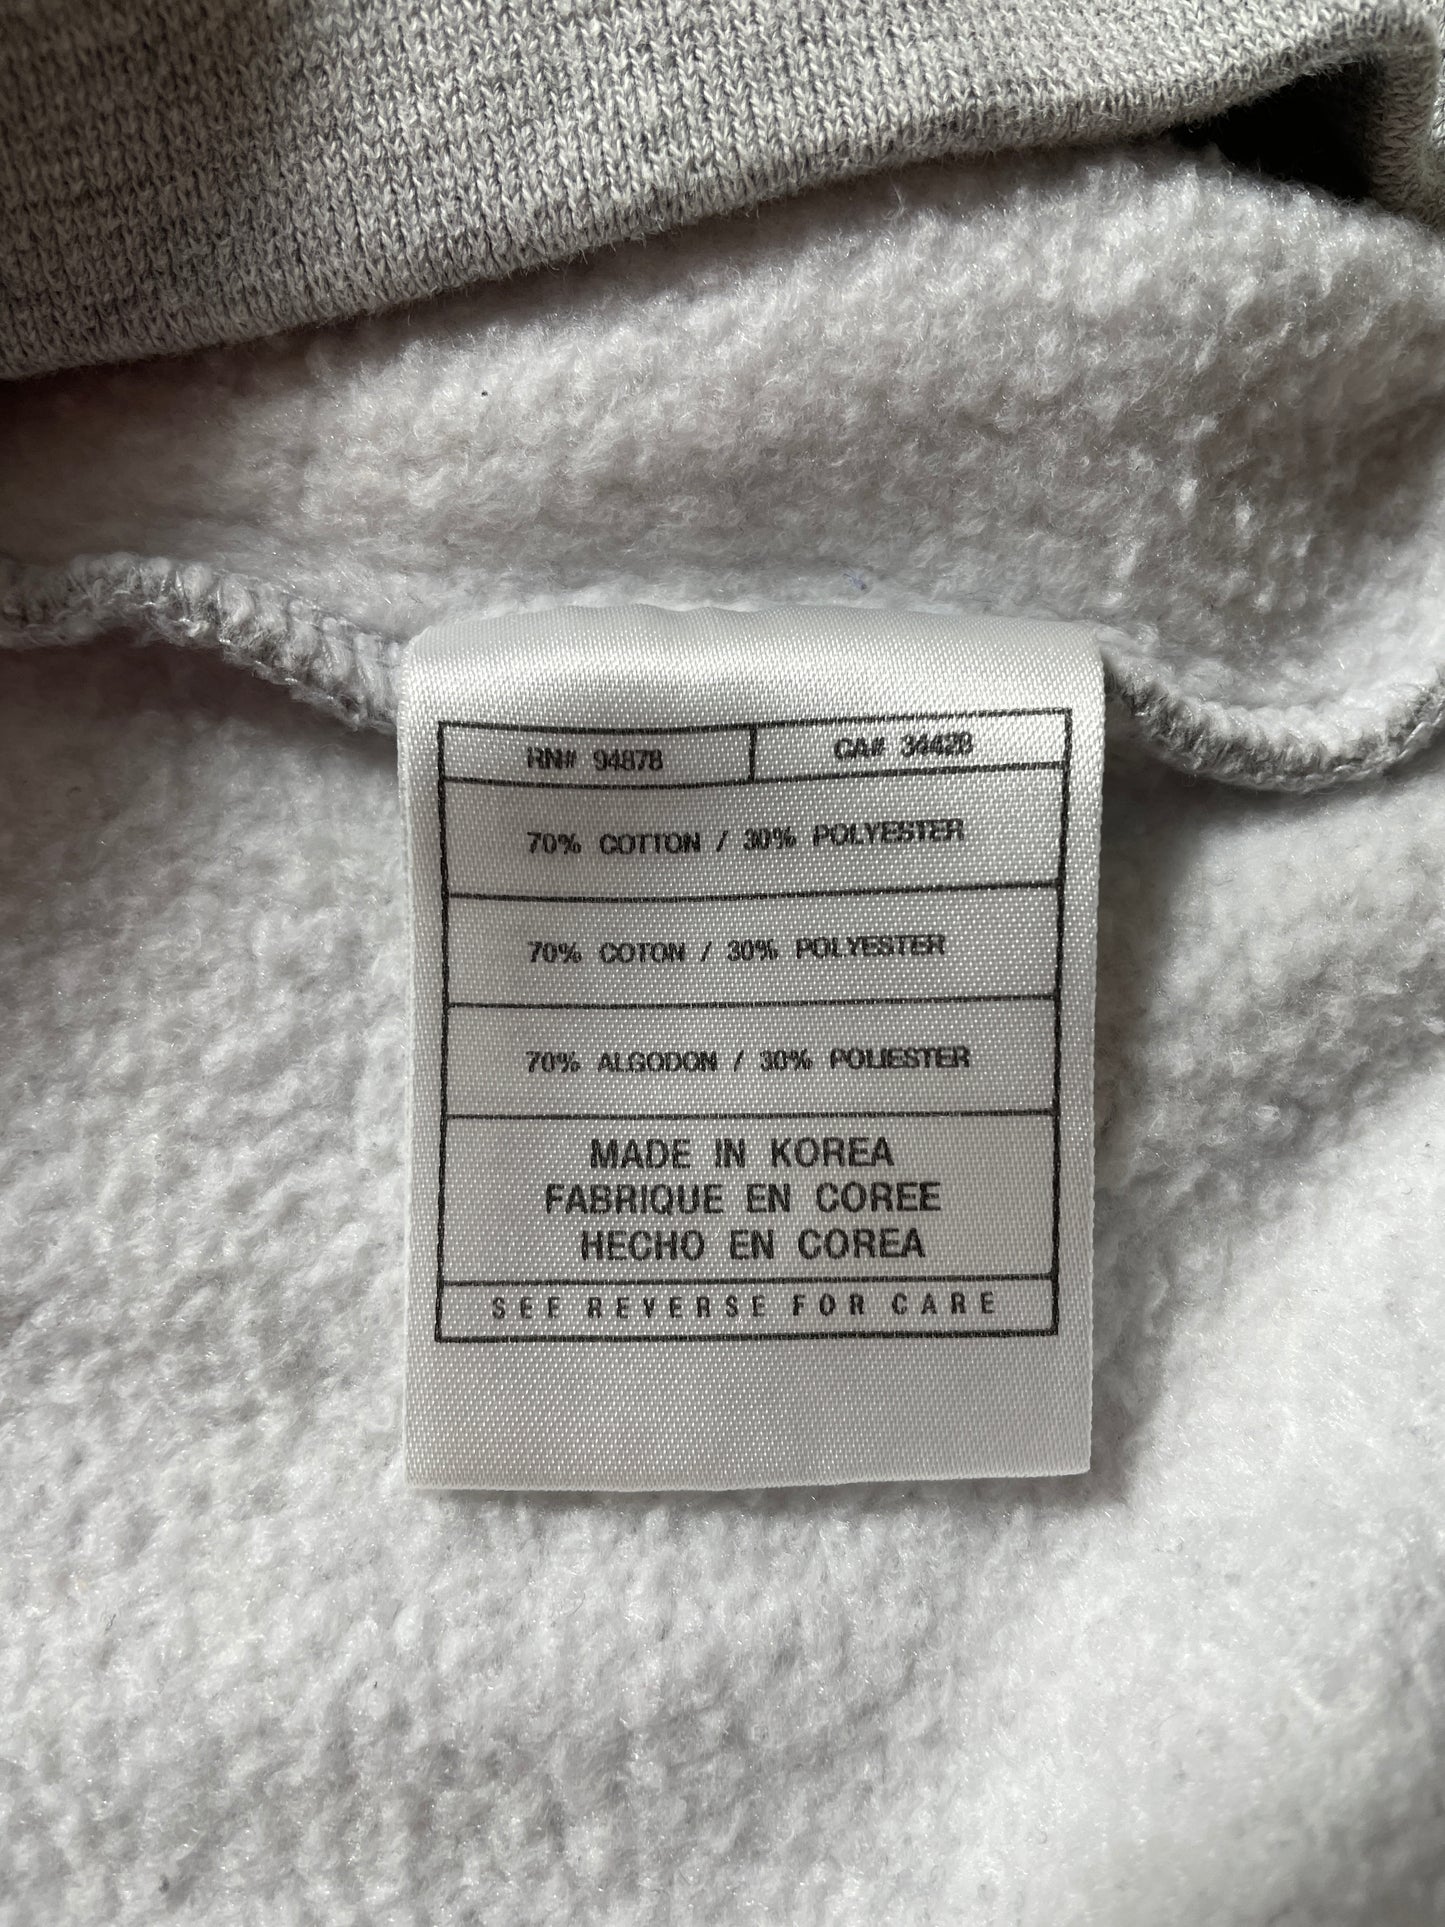 RN# 94878 CA# 34428
70% COTTON / 30% POLYESTER
70% COTON / 30% POLYESTER
70% ALGODON / 30% POLIESTER
MADE IN KOREA
FABRIQUE EN COREE
HECHO EN COREA
SEE REVERSE FOR CARE